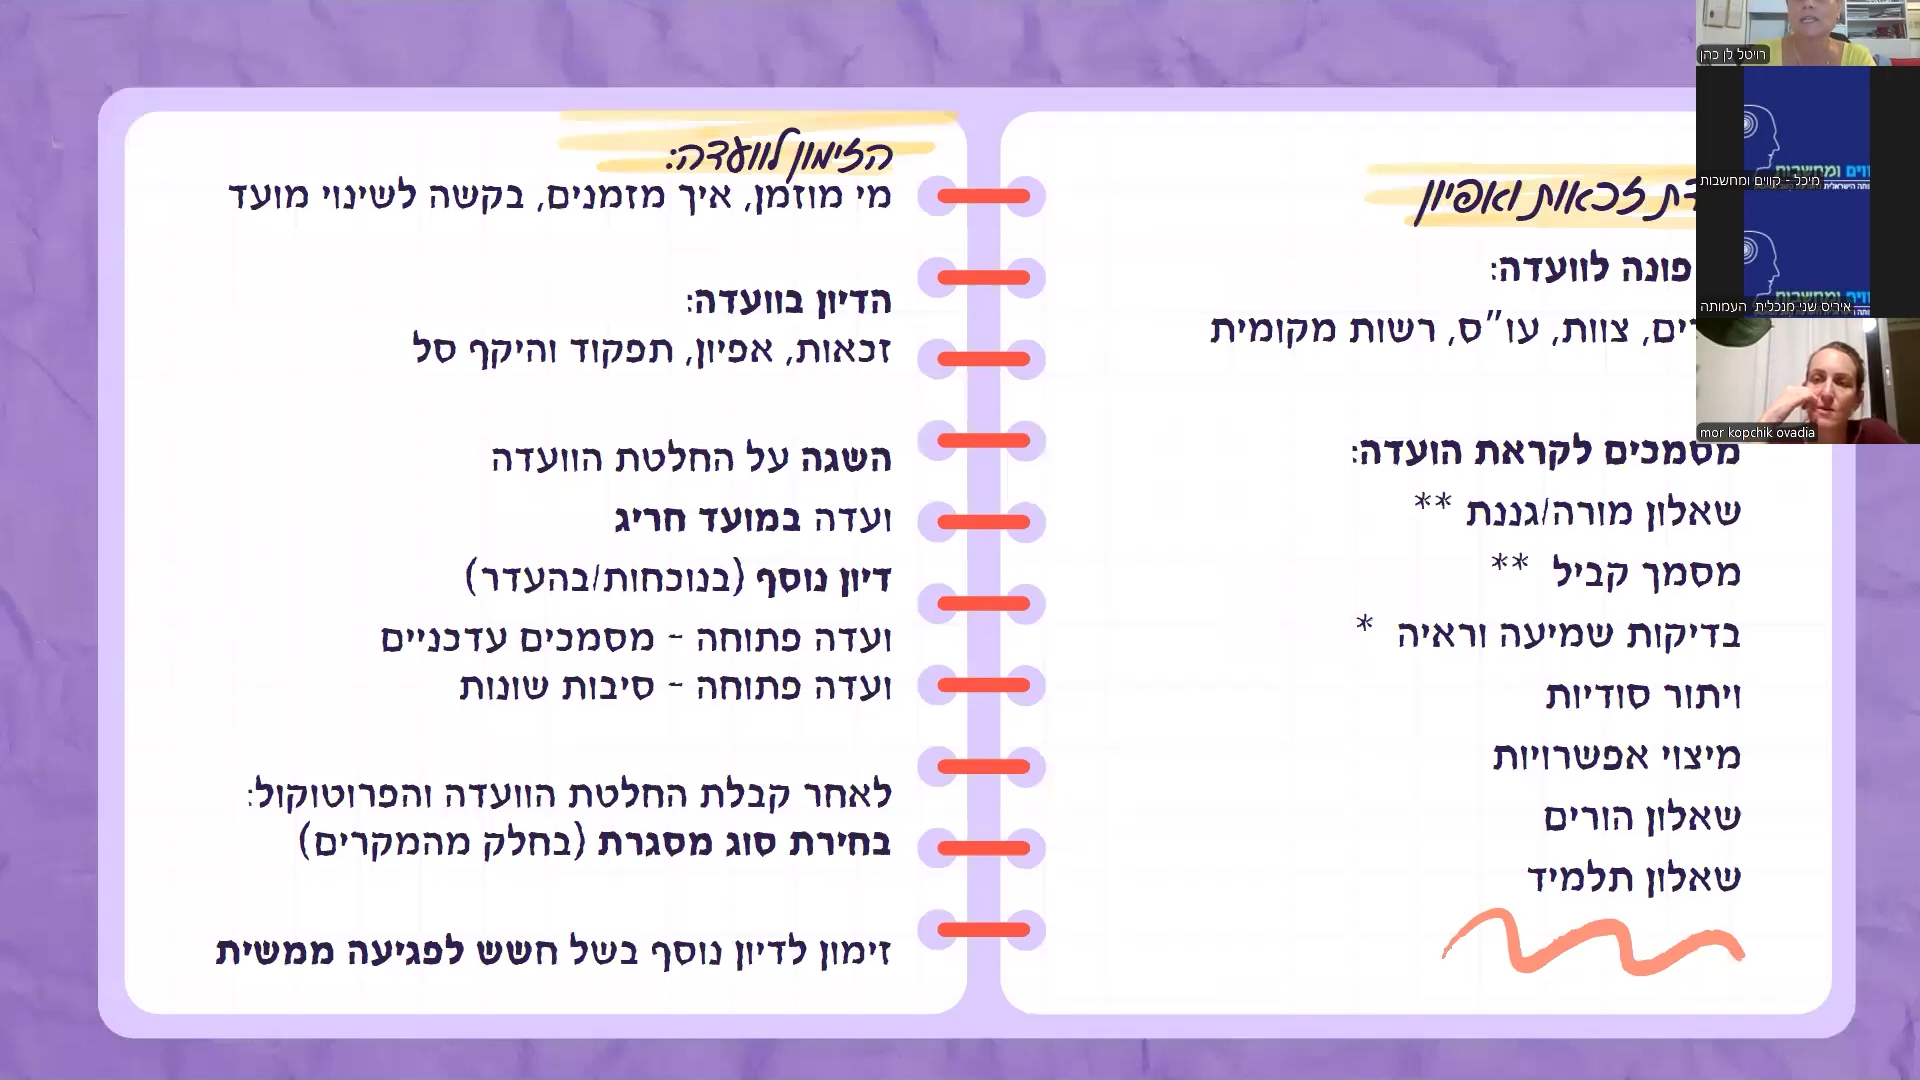 זכאות ואפיון
פונה לוועדה:
צוות, עו"ס, רשות מקומית
מסמכים לקראת הועדה:
שאלון מורה/גננת **
מסמך קביל **
בדיקות שמיעה וראיה *
ויתור סודיות
מיצוי אפשרויות
שאלון הורים
שאלון תלמיד
הזימון לוועדה:
מי מוזמן, איך מזמנים, בקשה לשינוי מועד
הדיון בוועדה:
זכאות, אפיון, תפקוד והיקף סל
השגה על החלטת הוועדה
ועדה במועד חריג
דיון נוסף (בנוכחות/בהעדר)
ועדה פתוחה - מסמכים עדכניים
ועדה פתוחה - סיבות שונות
לאחר קבלת החלטת הוועדה והפרוטוקול:
בחירת סוג מסגרת (בחלק מהמקרים)
זימון לדיון נוסף בשל חשש לפגיעה ממשית
רויטל לן כהן
מיכל - קווים ומחשבות
איריס שני מנכלית העמותה
mor kopchik ovadia